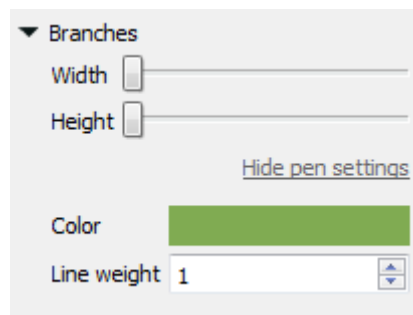 Branches
Width
Height
Hide pen settings
Color
Line weight 1